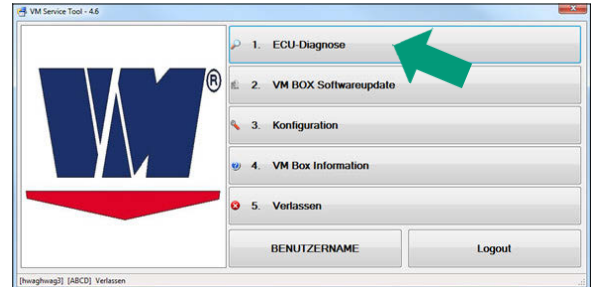 VM Service Tool - 4.6
1. ECU-Diagnose
2. VM BOX Softwareupdate
3. Konfiguration
4. VM Box Information
5. Verlassen
BENUTZERNAME Logout
VM ®
[hwaghwag3] [ABCD] Verlassen